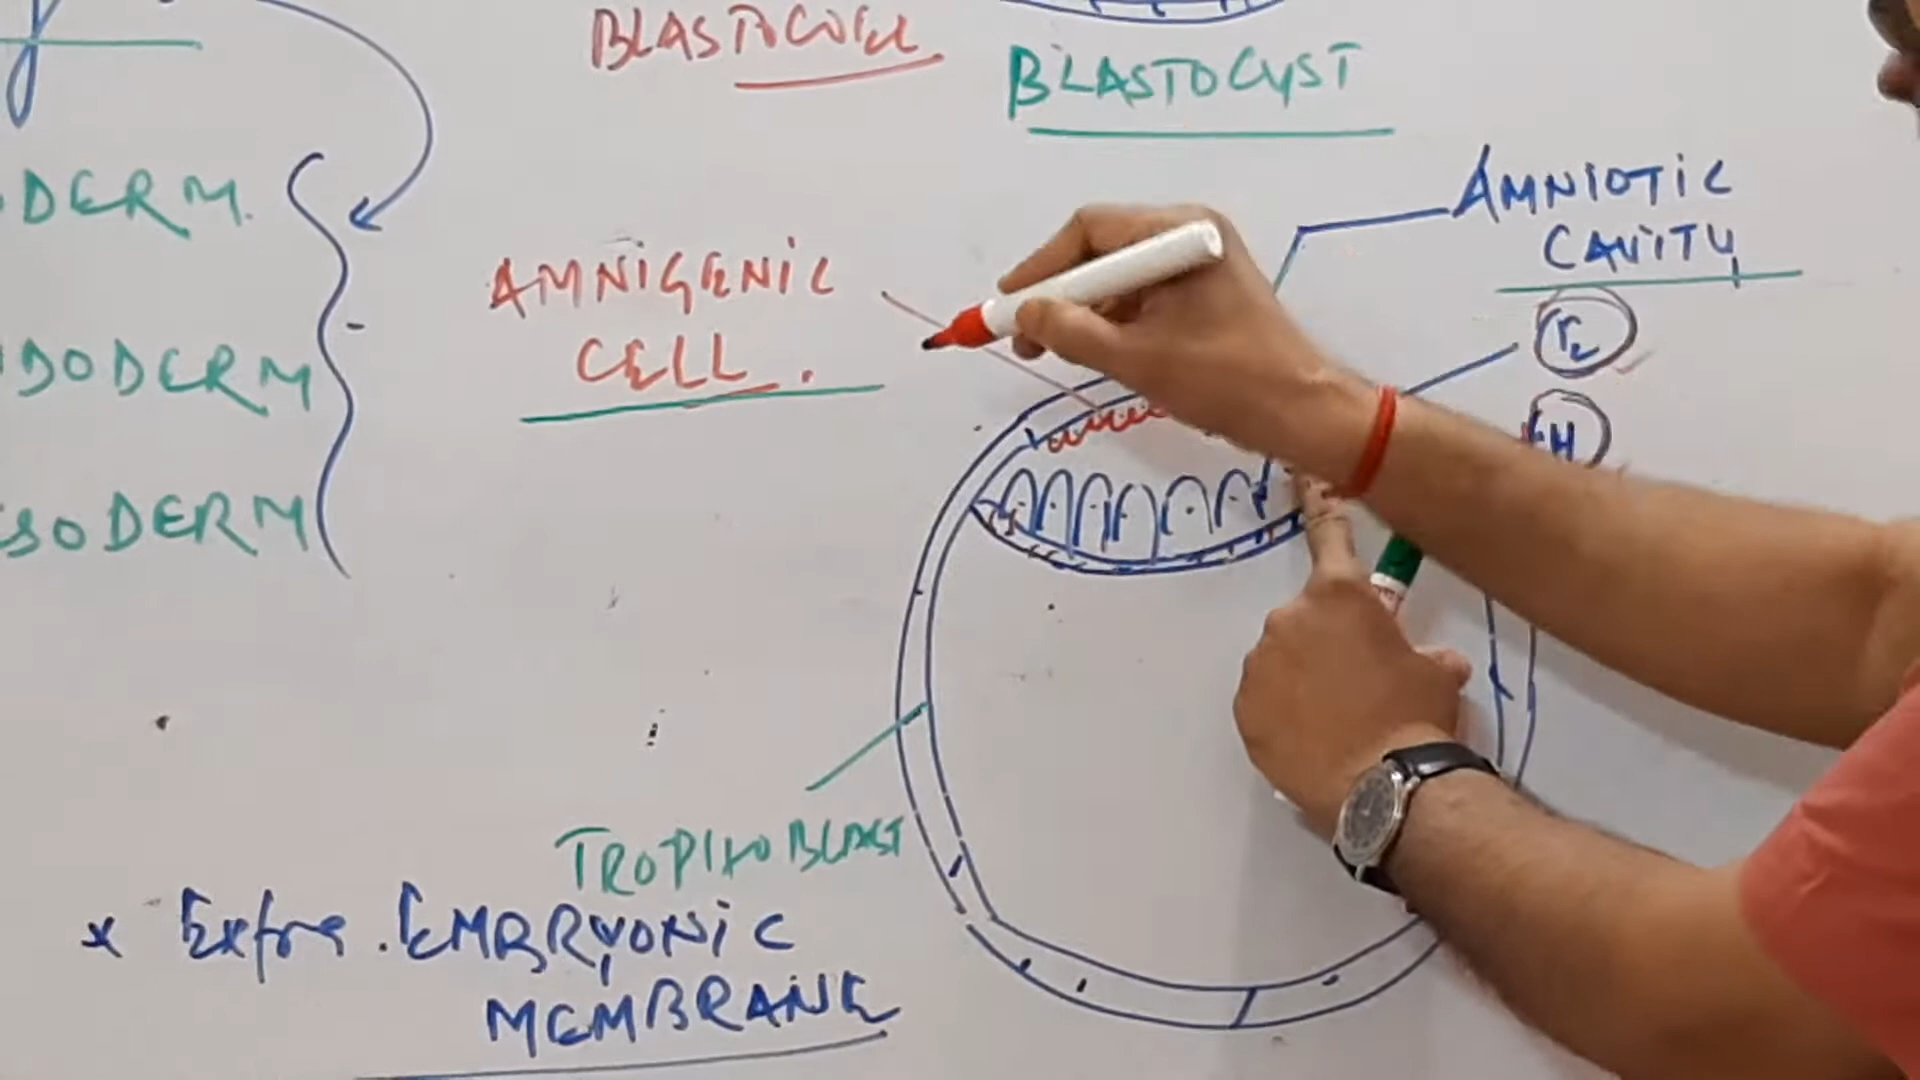 BLASTOCOEL
BLASTOCYST
AMNIOTIC
CAVITY
DERM.
AMNIGENIC
CELL.
E
H
DODERM
SODERM
TROPHOBLAST
* Extra.EMBRYONIC
MEMBRANE